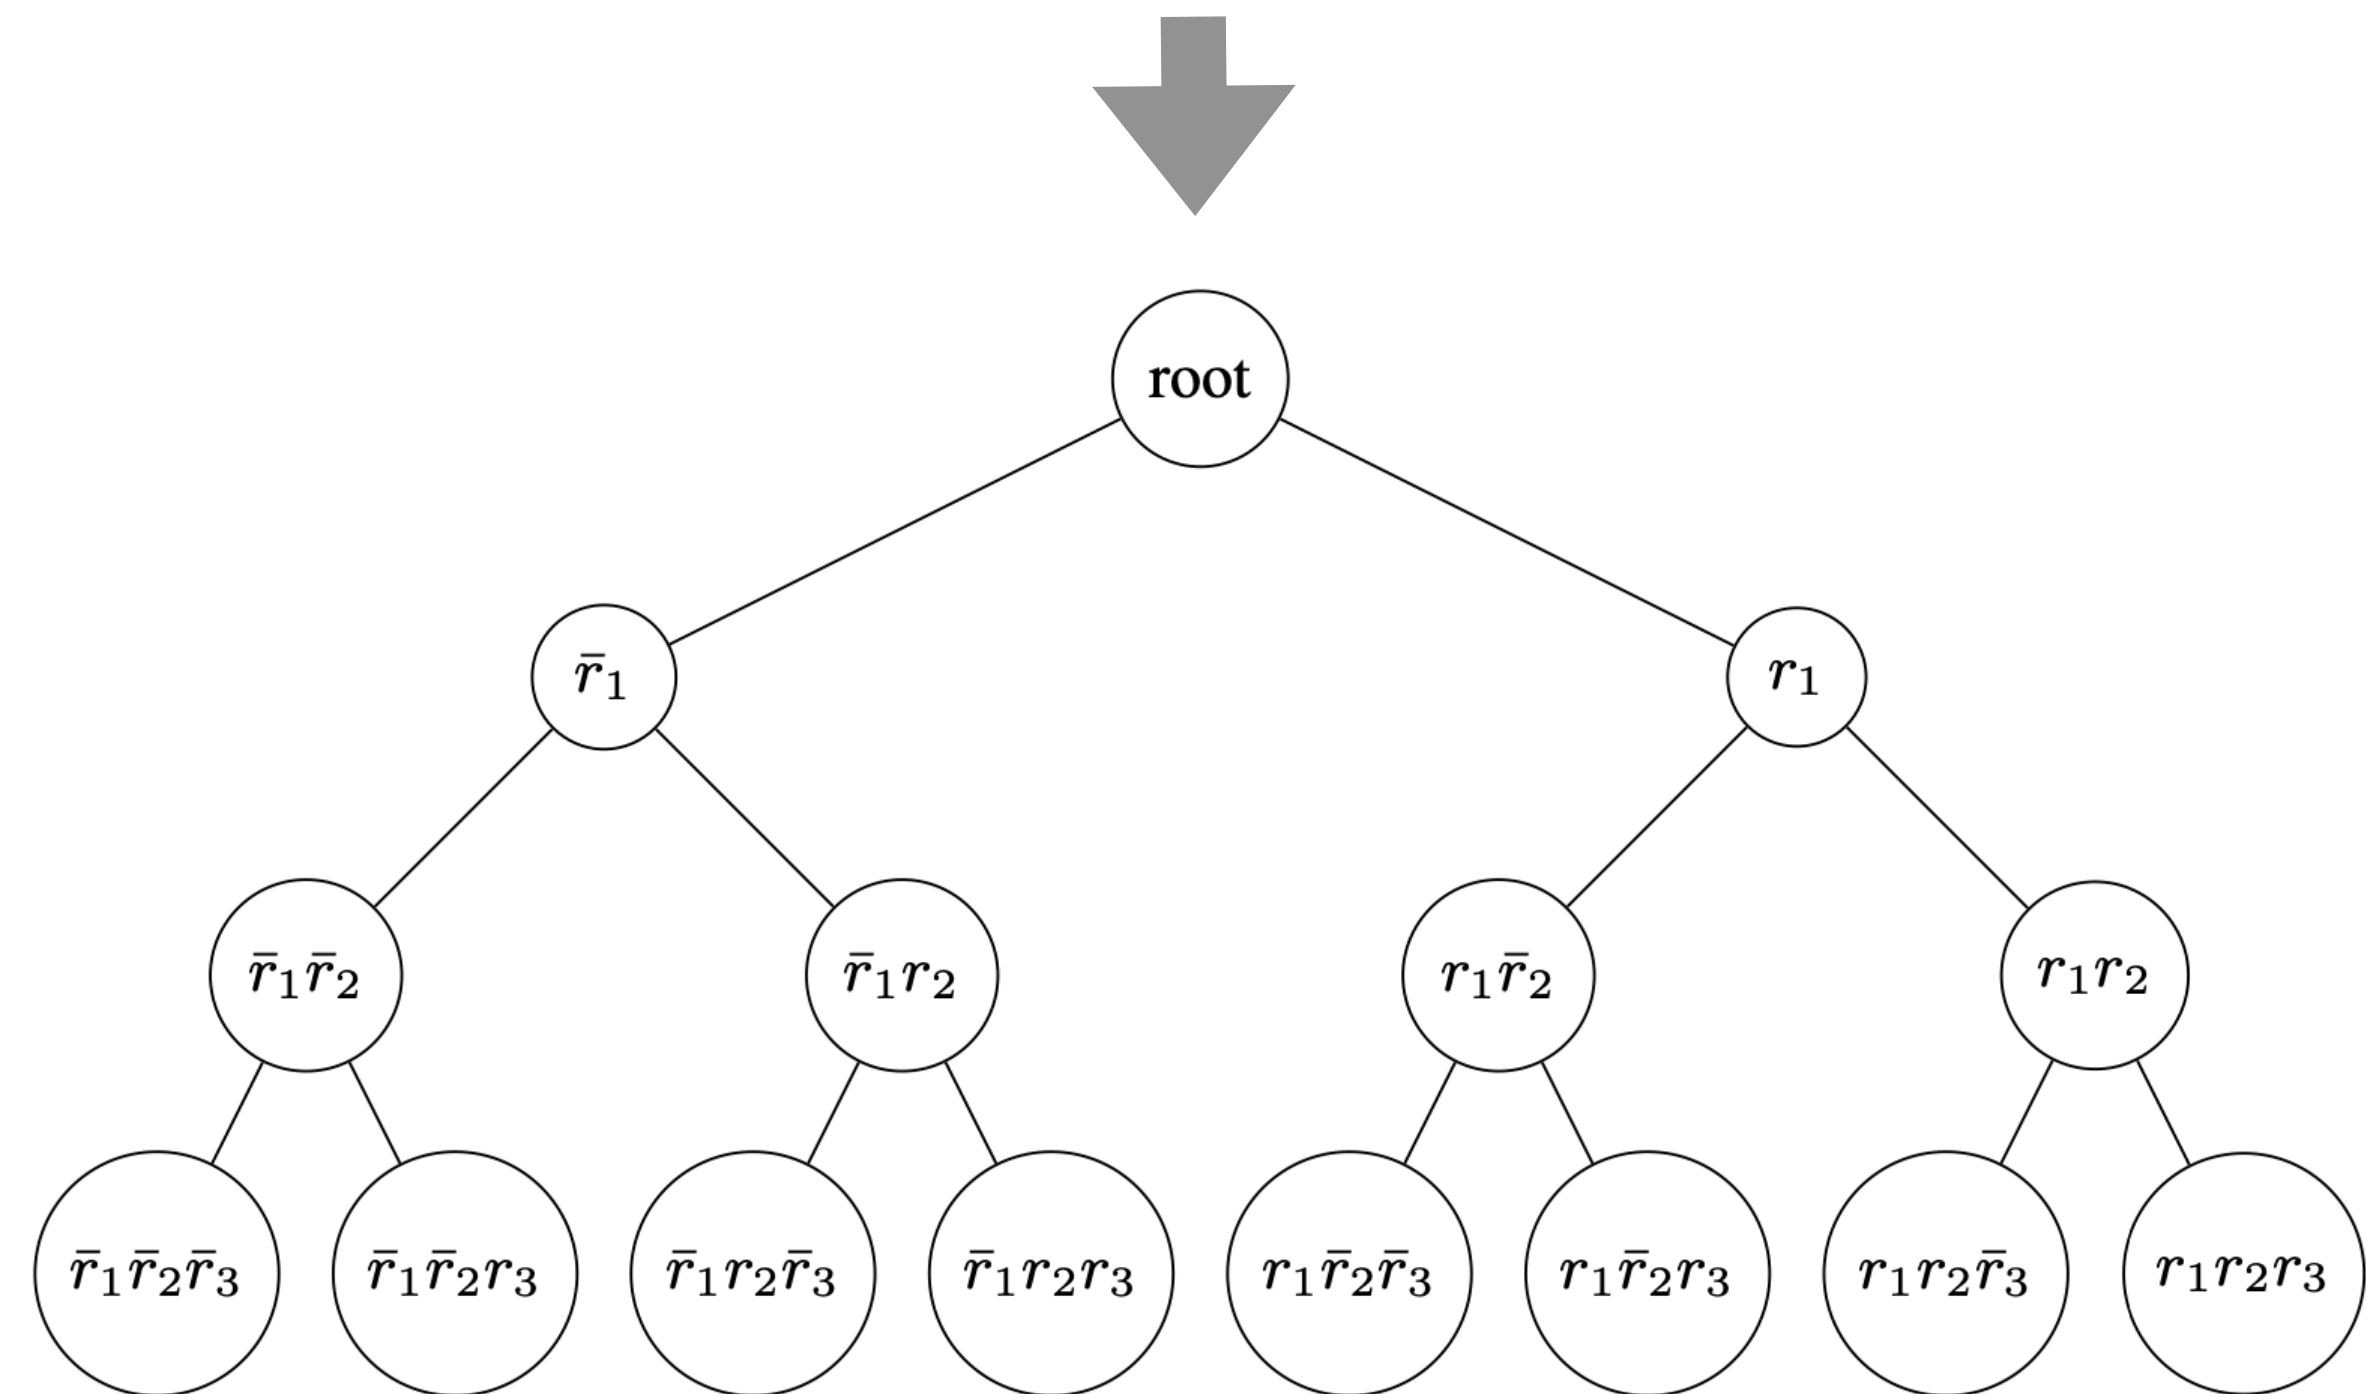 root
r̄₁ r₁
r̄₁r̄₂ r̄₁r₂ r₁r̄₂ r₁r₂
r̄₁r̄₂r̄₃ r̄₁r̄₂r₃ r̄₁r₂r̄₃ r̄₁r₂r₃ r₁r̄₂r̄₃ r₁r̄₂r₃ r₁r₂r̄₃ r₁r₂r₃